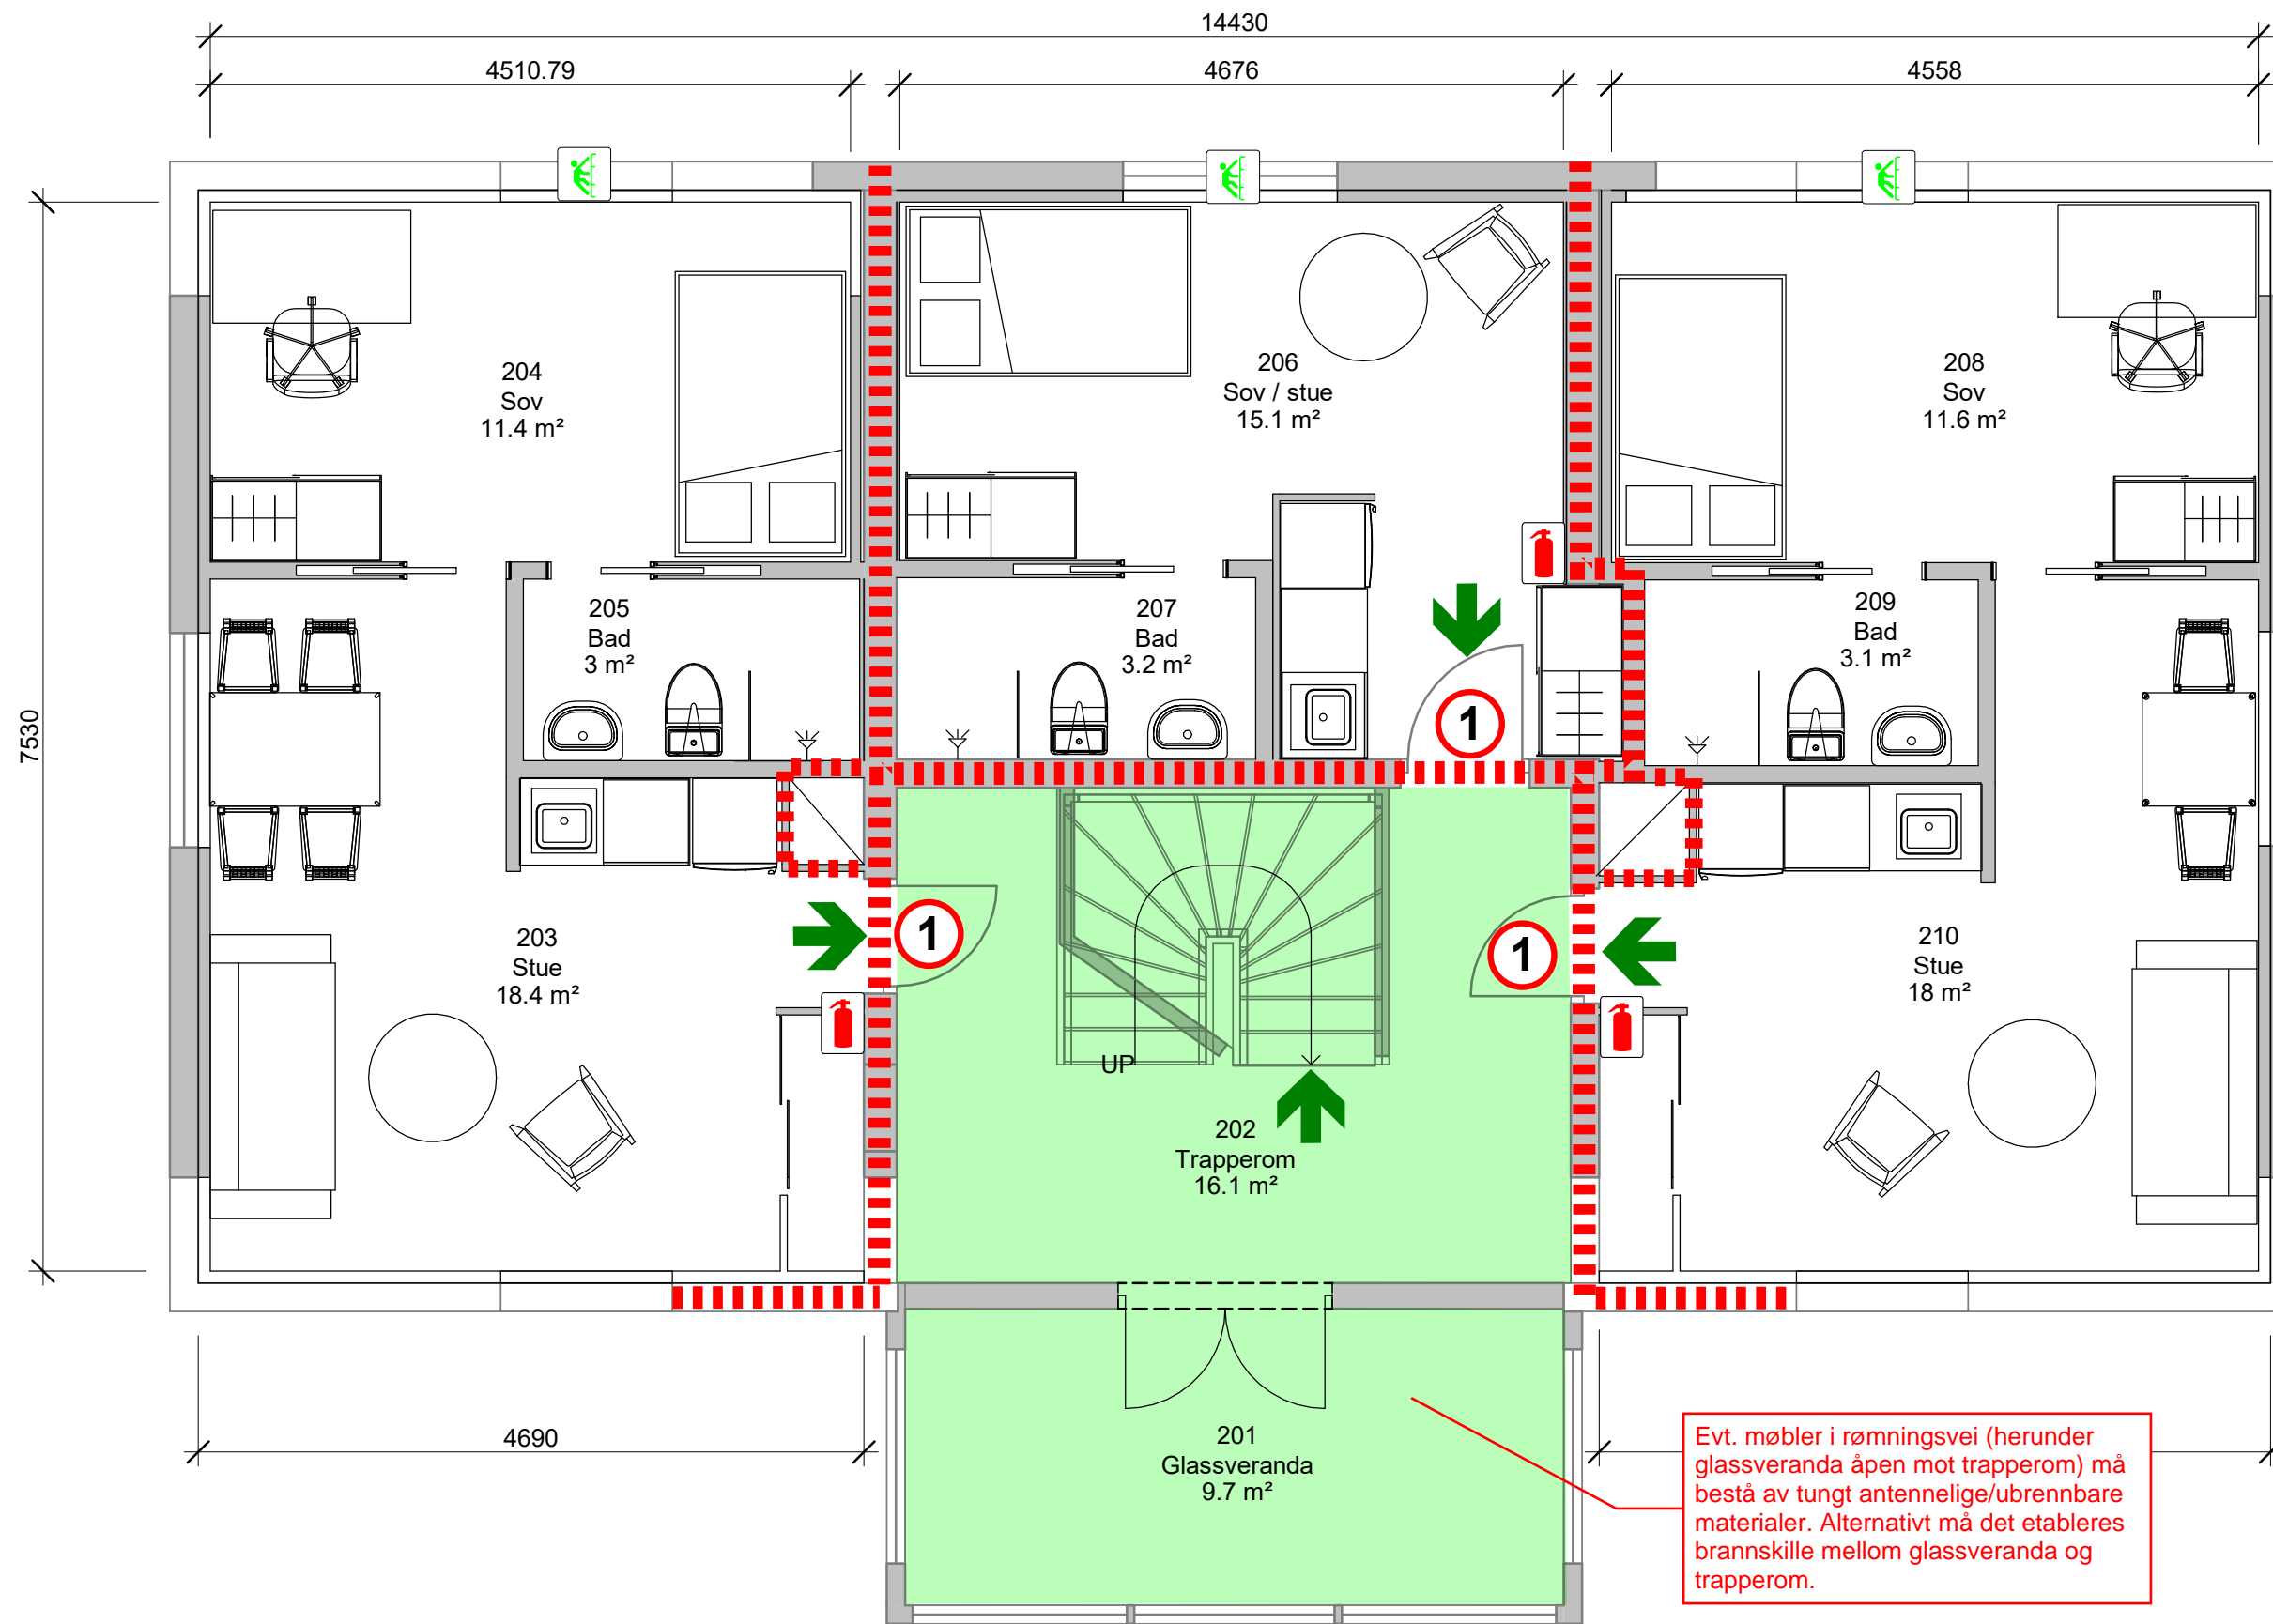 14430
4510.79
4676
4558
7530
204
Sov
11.4 m²
206
Sov / stue
15.1 m²
208
Sov
11.6 m²
205
Bad
3 m²
207
Bad
3.2 m²
209
Bad
3.1 m²
1
203
Stue
18.4 m²
1
1
210
Stue
18 m²
UP
202
Trapperom
16.1 m²
4690
201
Glassveranda
9.7 m²
Evt. møbler i rømningsvei (herunder
glassveranda åpen mot trapperom) må
bestå av tungt antennelige/ubrennbare
materialer. Alternativt må det etableres
brannskille mellom glassveranda og
trapperom.